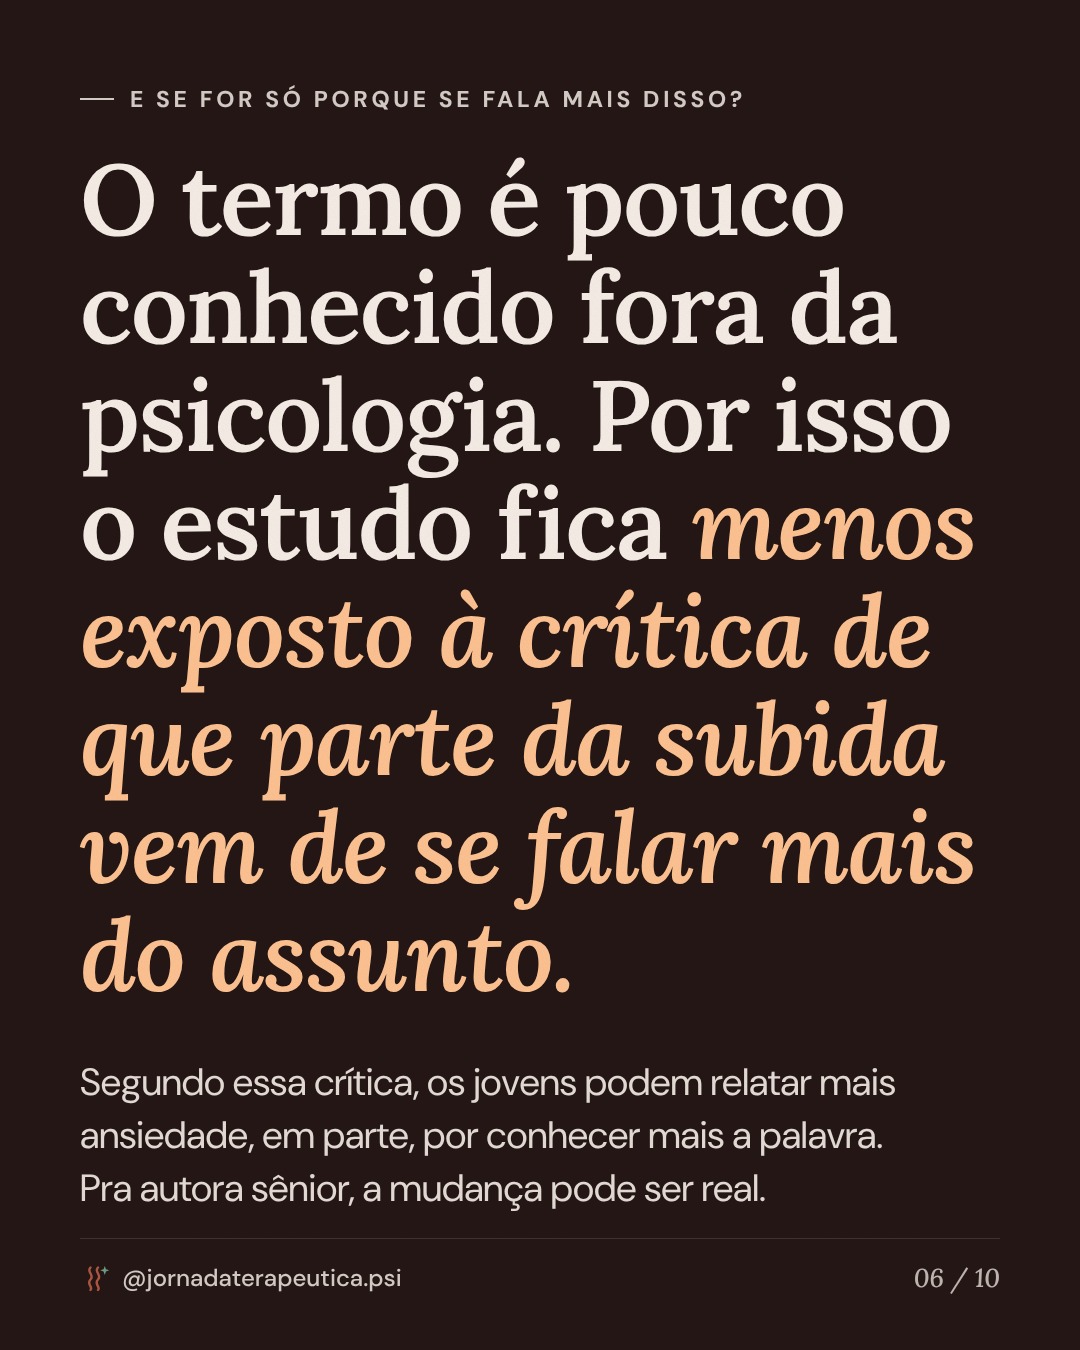 E SE FOR SÓ PORQUE SE FALA MAIS DISSO?
O termo é pouco
conhecido fora da
psicologia. Por isso
o estudo fica menos
exposto à crítica de
que parte da subida
vem de se falar mais
do assunto.
Segundo essa crítica, os jovens podem relatar mais
ansiedade, em parte, por conhecer mais a palavra.
Pra autora sênior, a mudança pode ser real.
@jornadaterapeutica.psi
06 / 10